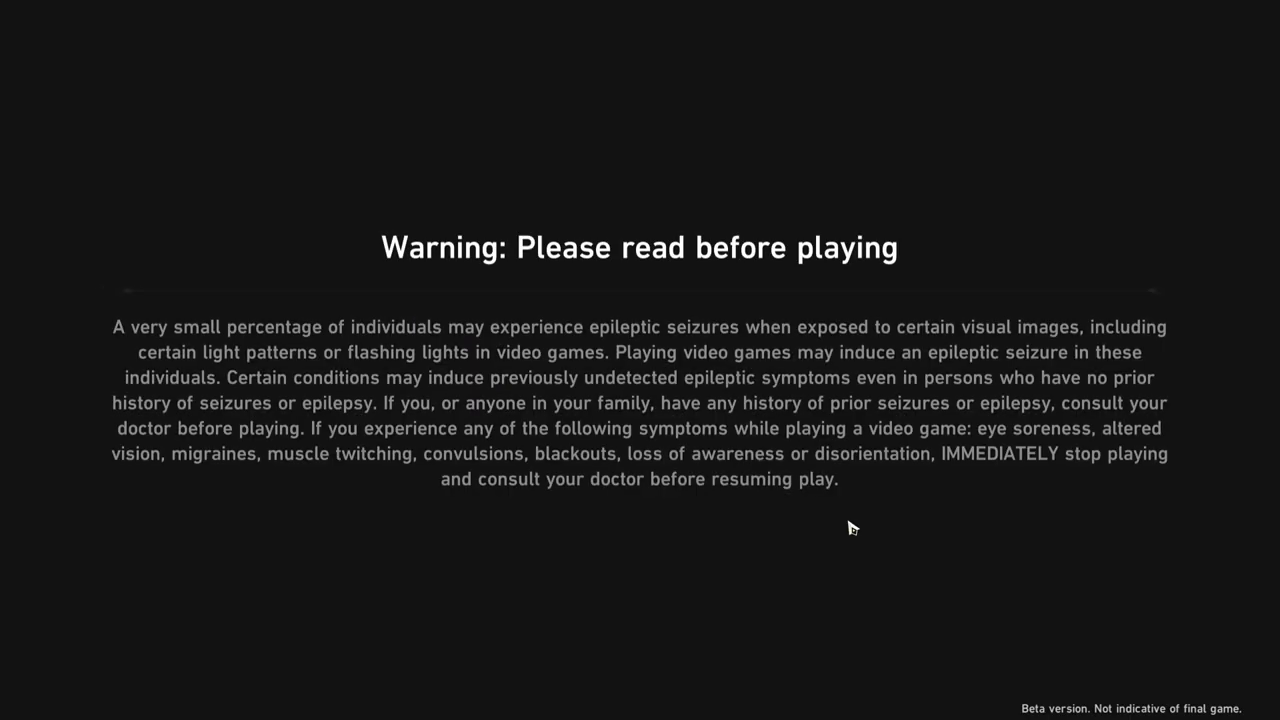 Warning: Please read before playing
A very small percentage of individuals may experience epileptic seizures when exposed to certain visual images, including
certain light patterns or flashing lights in video games. Playing video games may induce an epileptic seizure in these
individuals. Certain conditions may induce previously undetected epileptic symptoms even in persons who have no prior
history of seizures or epilepsy. If you, or anyone in your family, have any history of prior seizures or epilepsy, consult your
doctor before playing. If you experience any of the following symptoms while playing a video game: eye soreness, altered
vision, migraines, muscle twitching, convulsions, blackouts, loss of awareness or disorientation, IMMEDIATELY stop playing
and consult your doctor before resuming play.
Beta version. Not indicative of final game.